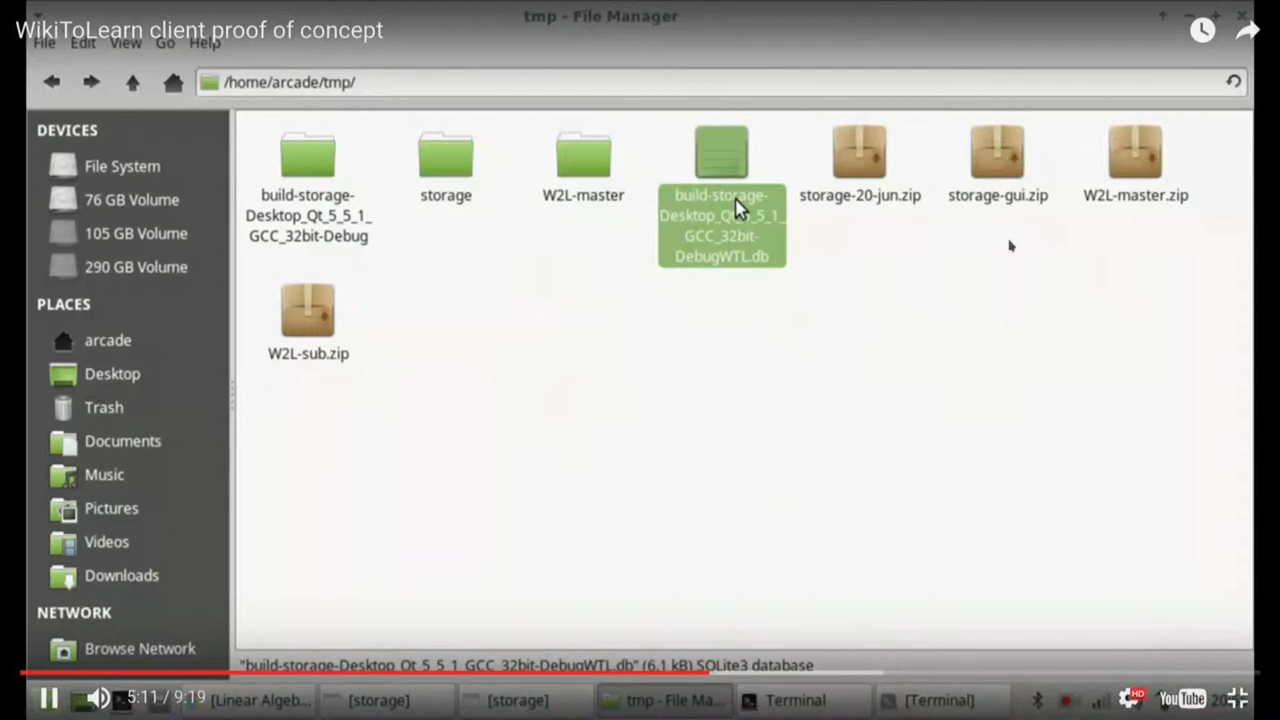 tmp - File Manager
WikiToLearn client proof of concept
File Edit View Go Help
/home/arcade/tmp/
DEVICES
File System
76 GB Volume
105 GB Volume
290 GB Volume
PLACES
arcade
Desktop
Trash
Documents
Music
Pictures
Videos
Downloads
NETWORK
Browse Network
build-storage-
Desktop_Qt_5_5_1_
GCC_32bit-Debug
storage
W2L-master
build-storage-
Desktop_Qt_5_5_1_
GCC_32bit-
DebugWTL.db
storage-20-jun.zip
storage-gui.zip
W2L-master.zip
W2L-sub.zip
"build-storage-Desktop_Qt_5_5_1_GCC_32bit-DebugWTL.db" (6.1 kB) SQLite3 database
5:11 / 9:19
[Linear Algeb...
[storage]
[storage]
tmp - File Ma...
Terminal
[Terminal]
HD
YouTube